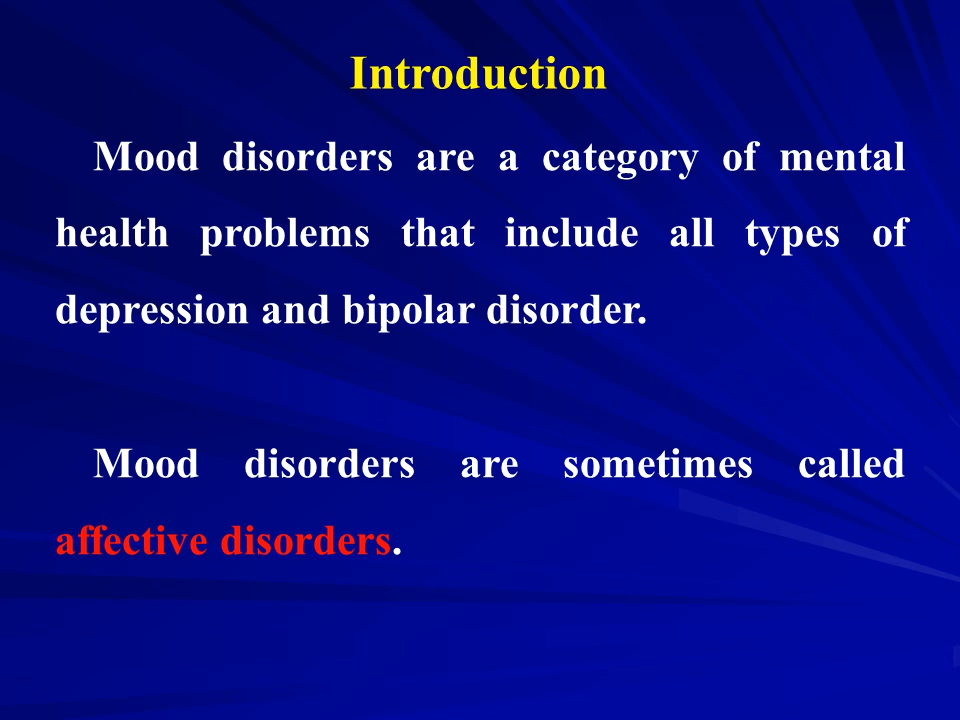 Introduction
Mood disorders are a category of mental
health problems that include all types of
depression and bipolar disorder.
Mood disorders are sometimes called
affective disorders.